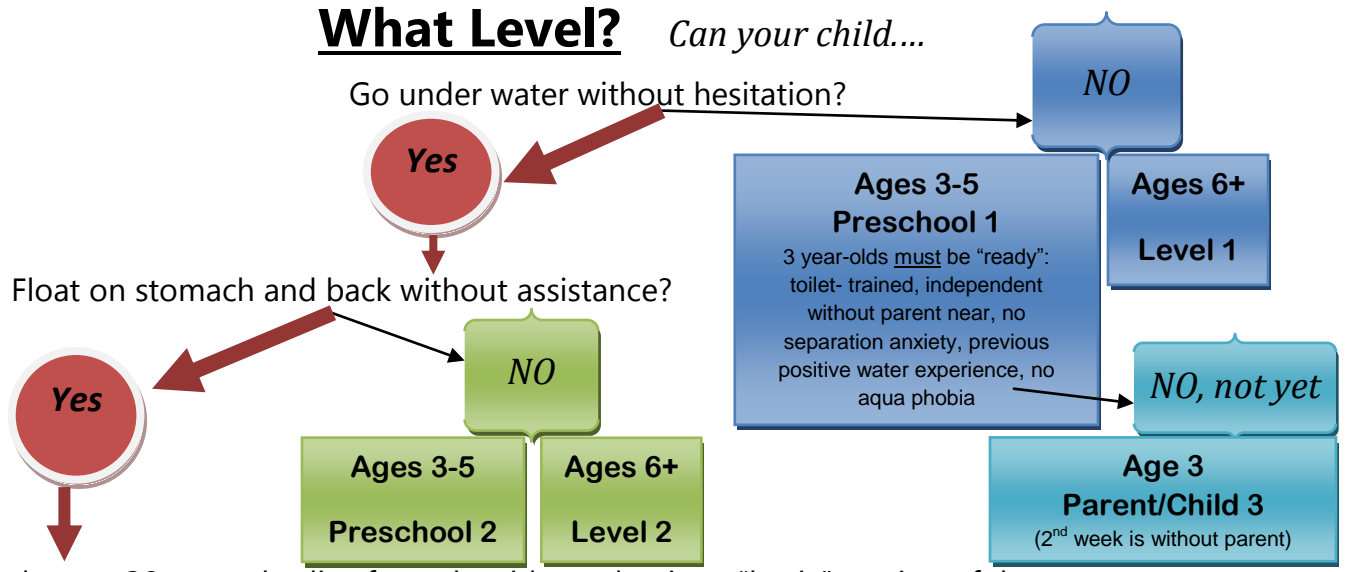 What Level? Can your child....
Go under water without hesitation?
NO
Yes
Ages 3-5
Preschool 1
3 year-olds must be "ready":
toilet- trained, independent
without parent near, no
separation anxiety, previous
positive water experience, no
aqua phobia
Ages 6+
Level 1
NO, not yet
Age 3
Parent/Child 3
(2nd week is without parent)
Float on stomach and back without assistance?
NO
Yes
Ages 3-5
Preschool 2
Ages 6+
Level 2